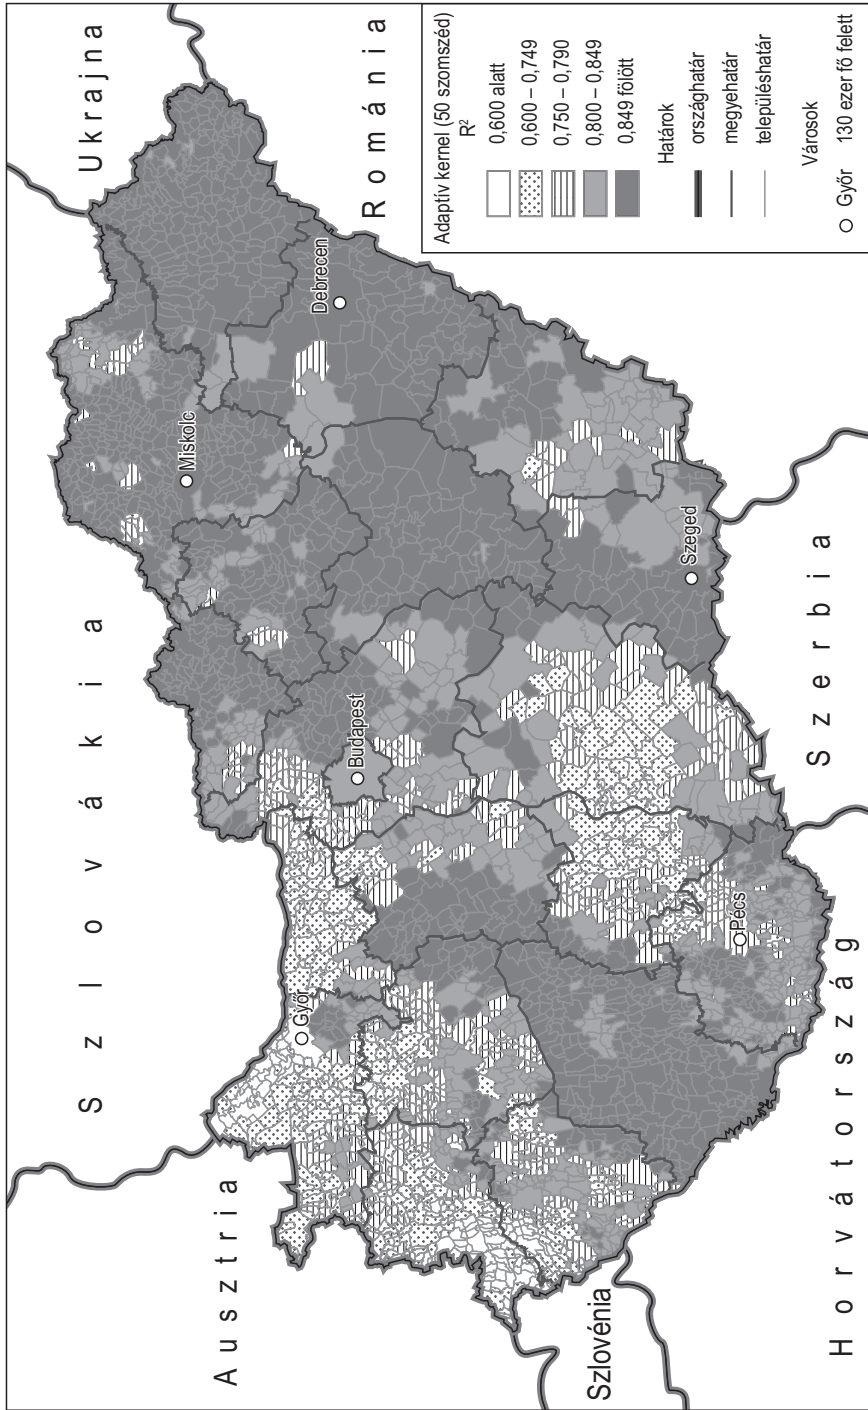 Szlovákia
Ukrajna
Ausztria
Románia
Szlovénia
Horvátország
Szerbia
Győr
Budapest
Miskolc
Debrecen
Pécs
Szeged
Adaptív kernel (50 szomszéd)
R²
0,600 alatt
0,600 – 0,749
0,750 – 0,790
0,800 – 0,849
0,849 fölött
Határok
országhatár
megyehatár
településhatár
Városok
Győr 130 ezer fő felett